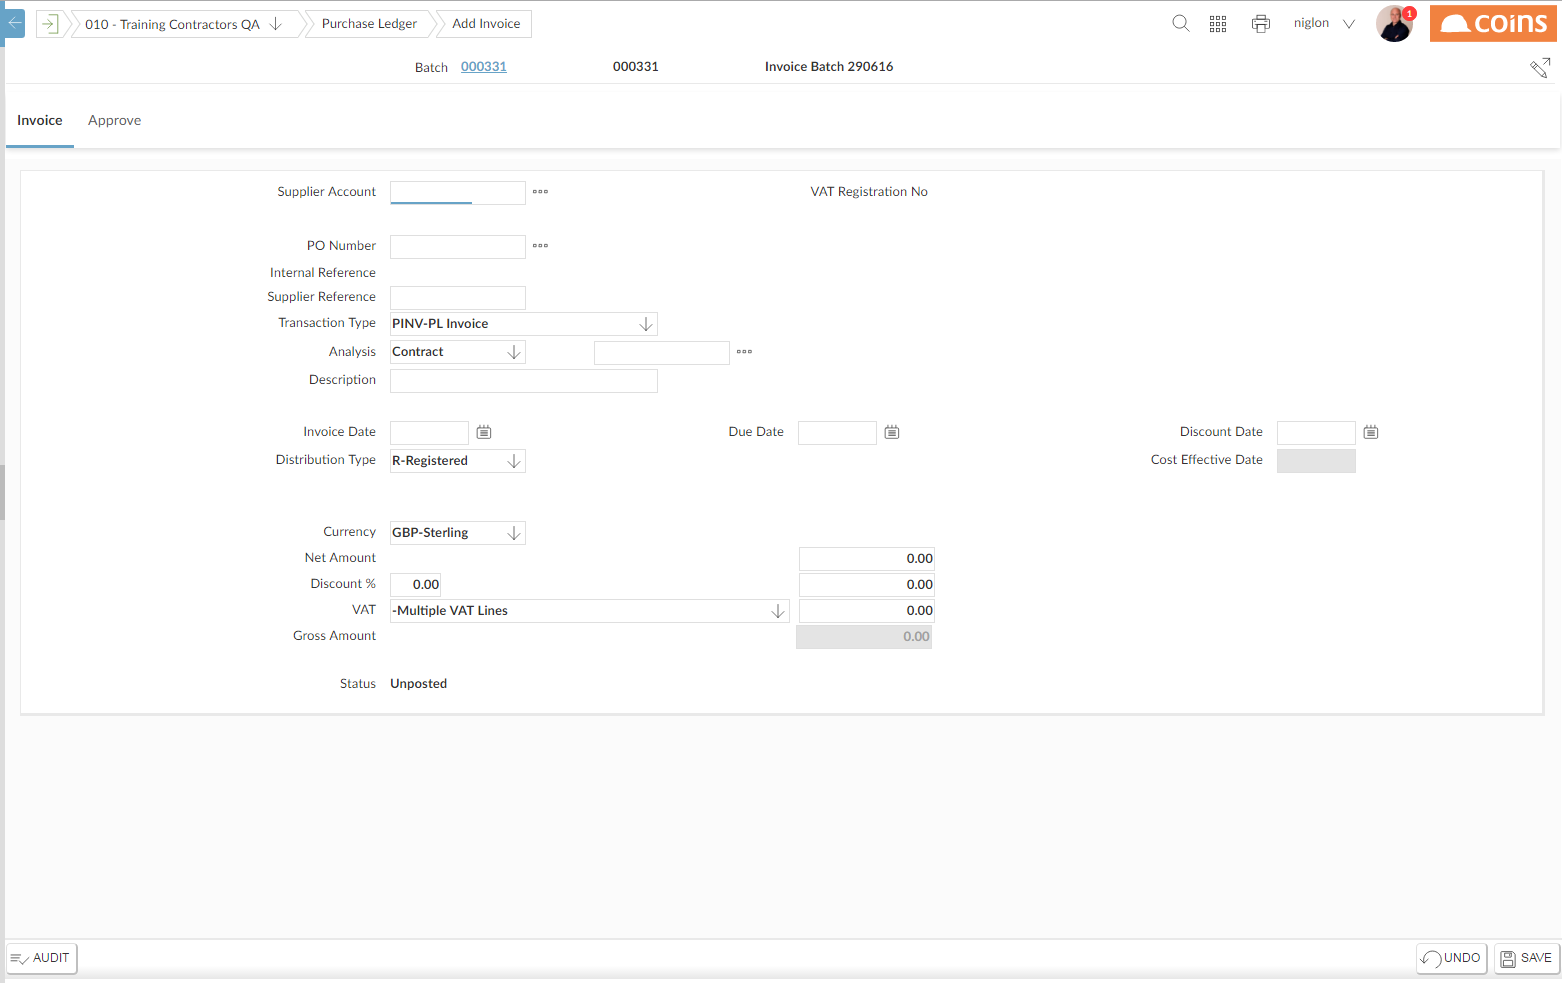 010 - Training Contractors QA Purchase Ledger Add Invoice niglon 1 coins
Batch 000331 000331 Invoice Batch 290616
Invoice Approve
Supplier Account VAT Registration No
PO Number
Internal Reference
Supplier Reference
Transaction Type PINV-PL Invoice
Analysis Contract
Description
Invoice Date Due Date Discount Date
Distribution Type R-Registered Cost Effective Date
Currency GBP-Sterling
Net Amount 0.00
Discount % 0.00 0.00
VAT -Multiple VAT Lines 0.00
Gross Amount 0.00
Status Unposted
AUDIT UNDO SAVE